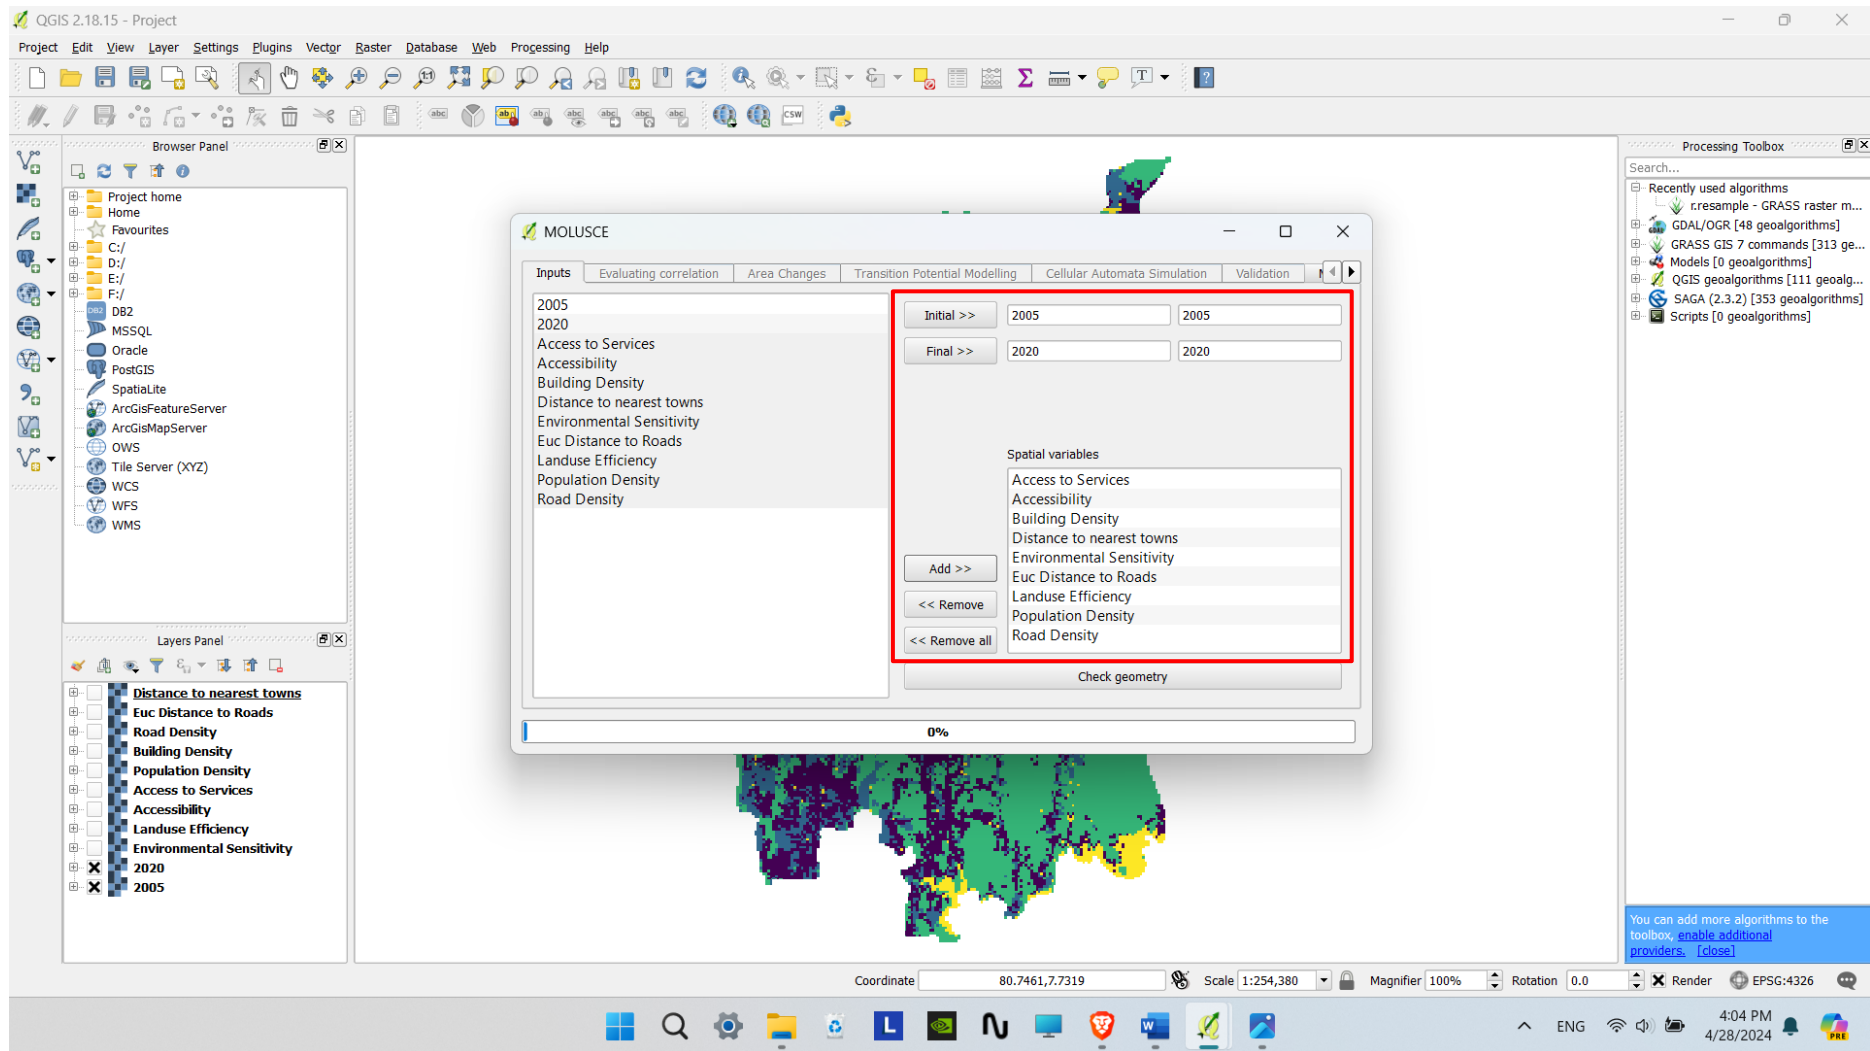 QGIS 2.18.15 - Project
Project Edit View Layer Settings Plugins Vector Raster Database Web Processing Help
Browser Panel
Project home
Home
Favourites
C:/
D:/
E:/
F:/
DB2
MSSQL
Oracle
PostGIS
SpatiaLite
ArcGisFeatureServer
ArcGisMapServer
OWS
Tile Server (XYZ)
WCS
WFS
WMS
Layers Panel
Distance to nearest towns
Euc Distance to Roads
Road Density
Building Density
Population Density
Access to Services
Accessibility
Landuse Efficiency
Environmental Sensitivity
2020
2005
MOLUSCE
Inputs Evaluating correlation Area Changes Transition Potential Modelling Cellular Automata Simulation Validation
2005
2020
Access to Services
Accessibility
Building Density
Distance to nearest towns
Environmental Sensitivity
Euc Distance to Roads
Landuse Efficiency
Population Density
Road Density
Initial >> 2005 2005
Final >> 2020 2020
Spatial variables
Access to Services
Accessibility
Building Density
Distance to nearest towns
Environmental Sensitivity
Euc Distance to Roads
Landuse Efficiency
Population Density
Road Density
Add >>
<< Remove
<< Remove all
Check geometry
0%
Processing Toolbox
Search...
Recently used algorithms
r.resample - GRASS raster m...
GDAL/OGR [48 geoalgorithms]
GRASS GIS 7 commands [313 ge...
Models [0 geoalgorithms]
QGIS geoalgorithms [111 geoalg...
SAGA (2.3.2) [353 geoalgorithms]
Scripts [0 geoalgorithms]
You can add more algorithms to the
toolbox, enable additional
providers. [close]
Coordinate 80.7461,7.7319 Scale 1:254,380 Magnifier 100% Rotation 0.0 Render EPSG:4326
ENG
4:04 PM
4/28/2024